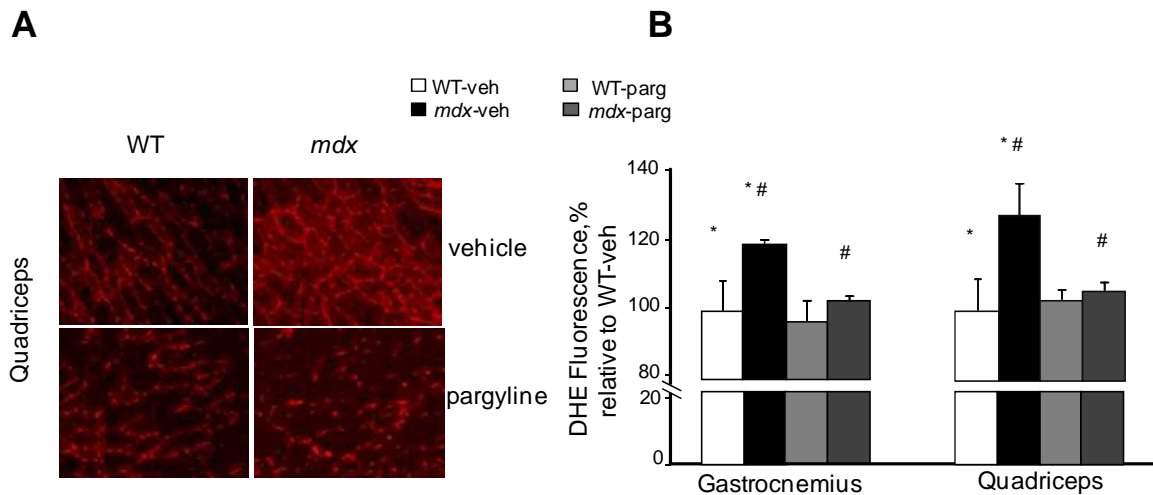 A
B
WT-veh
WT-parg
mdx-veh
mdx-parg
WT
mdx
Quadriceps
vehicle
pargyline
DHE Fluorescence,%
relative to WT-veh
140
120
100
80
20
0
* 
* #
#
*
* #
#
Gastrocnemius
Quadriceps